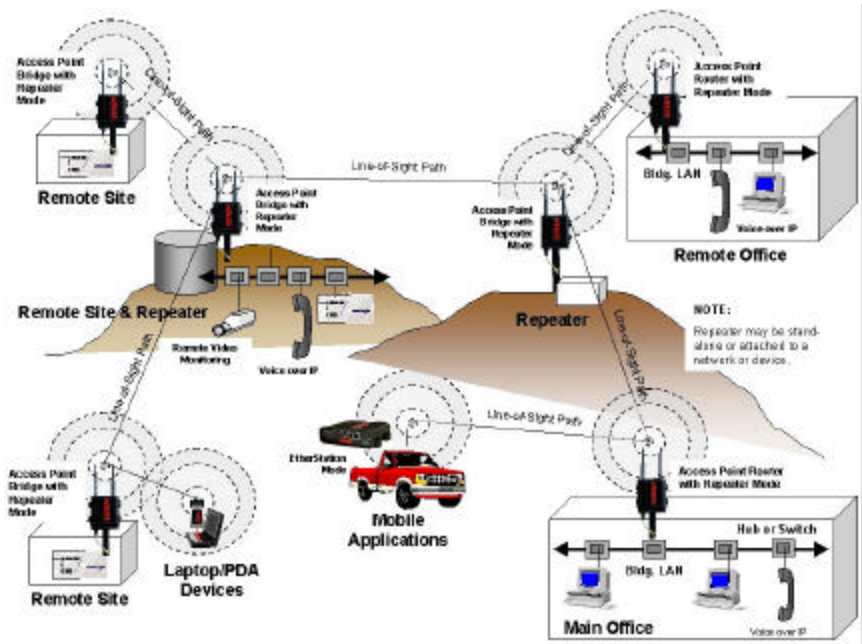 Access Point
Bridge with
Repeater
Mode
Line-of-Sight Path
Remote Site
Access Point
Bridge with
Repeater
Mode
Line-of-Sight Path
Line-of-Sight Path
Access Point
Router with
Repeater Mode
Bldg. LAN
Voice over IP
Remote Office
Access Point
Bridge with
Repeater
Mode
Remote Site & Repeater
Remote Video
Monitoring
Voice over IP
Repeater
NOTE:
Repeater may be stand-
alone or attached to a
network or device.
Line-of-Sight Path
Line-of-Sight Path
Access Point
Bridge with
Repeater
Mode
Remote Site
Laptop/PDA
Devices
EtherStation
Mode
Line-of-Sight Path
Mobile
Applications
Access Point Router
with Repeater Mode
Hub or Switch
Bldg. LAN
Main Office
Voice over IP